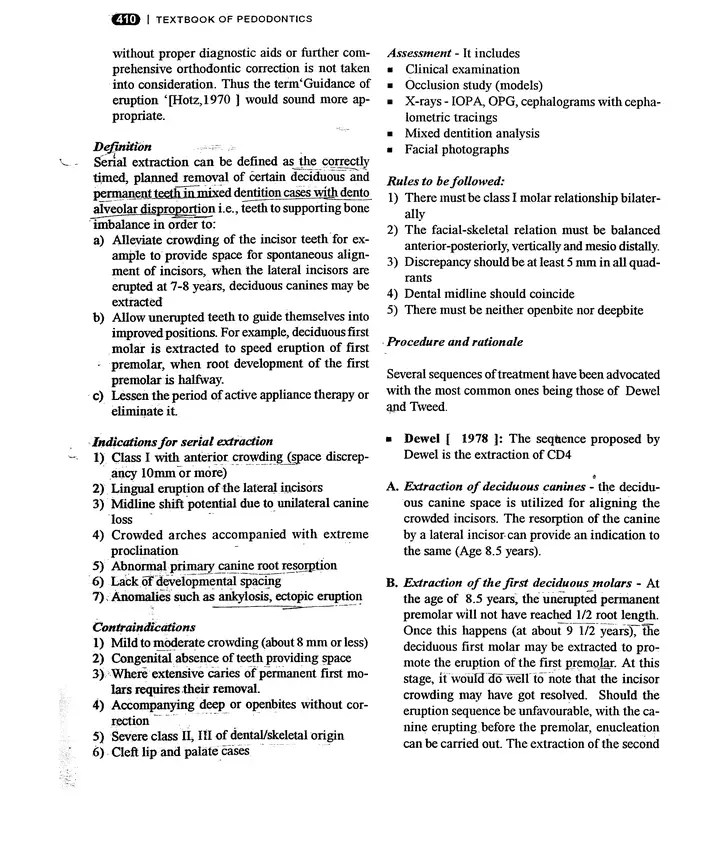 410 | TEXTBOOK OF PEDODONTICS
without proper diagnostic aids or further com-
prehensive orthodontic correction is not taken
into consideration. Thus the term‘Guidance of
eruption ‘[Hotz,1970 ] would sound more ap-
propriate.
Definition
Serial extraction can be defined as the correctly
timed, planned removal of certain deciduous and
permanent teeth in mixed dentition cases with dento
alveolar disproportion i.e., teeth to supporting bone
imbalance in order to:
a) Alleviate crowding of the incisor teeth for ex-
ample to provide space for spontaneous align-
ment of incisors, when the lateral incisors are
erupted at 7-8 years, deciduous canines may be
extracted
b) Allow unerupted teeth to guide themselves into
improved positions. For example, deciduous first
molar is extracted to speed eruption of first
premolar, when root development of the first
premolar is halfway.
c) Lessen the period of active appliance therapy or
eliminate it.
Indications for serial extraction
1) Class I with anterior crowding (space discrep-
ancy 10mm or more)
2) Lingual eruption of the lateral incisors
3) Midline shift potential due to unilateral canine
loss
4) Crowded arches accompanied with extreme
proclination
5) Abnormal primary canine root resorption
6) Lack of developmental spacing
7) Anomalies such as ankylosis, ectopic eruption
Contraindications
1) Mild to moderate crowding (about 8 mm or less)
2) Congenital absence of teeth providing space
3) Where extensive caries of permanent first mo-
lars requires their removal.
4) Accompanying deep or openbites without cor-
rection
5) Severe class II, III of dental/skeletal origin
6) Cleft lip and palate cases
Assessment - It includes
▪ Clinical examination
▪ Occlusion study (models)
▪ X-rays - IOPA, OPG, cephalograms with cepha-
lometric tracings
▪ Mixed dentition analysis
▪ Facial photographs
Rules to be followed:
1) There must be class I molar relationship bilater-
ally
2) The facial-skeletal relation must be balanced
anterior-posteriorly, vertically and mesio distally.
3) Discrepancy should be at least 5 mm in all quad-
rants
4) Dental midline should coincide
5) There must be neither openbite nor deepbite
Procedure and rationale
Several sequences of treatment have been advocated
with the most common ones being those of Dewel
and Tweed.
▪ Dewel [ 1978 ]: The sequence proposed by
Dewel is the extraction of CD4
A. Extraction of deciduous canines - the decidu-
ous canine space is utilized for aligning the
crowded incisors. The resorption of the canine
by a lateral incisor can provide an indication to
the same (Age 8.5 years).
B. Extraction of the first deciduous molars - At
the age of 8.5 years, the unerupted permanent
premolar will not have reached 1/2 root length.
Once this happens (at about 9 1/2 years), the
deciduous first molar may be extracted to pro-
mote the eruption of the first premolar. At this
stage, it would do well to note that the incisor
crowding may have got resolved. Should the
eruption sequence be unfavourable, with the ca-
nine erupting before the premolar, enucleation
can be carried out. The extraction of the second